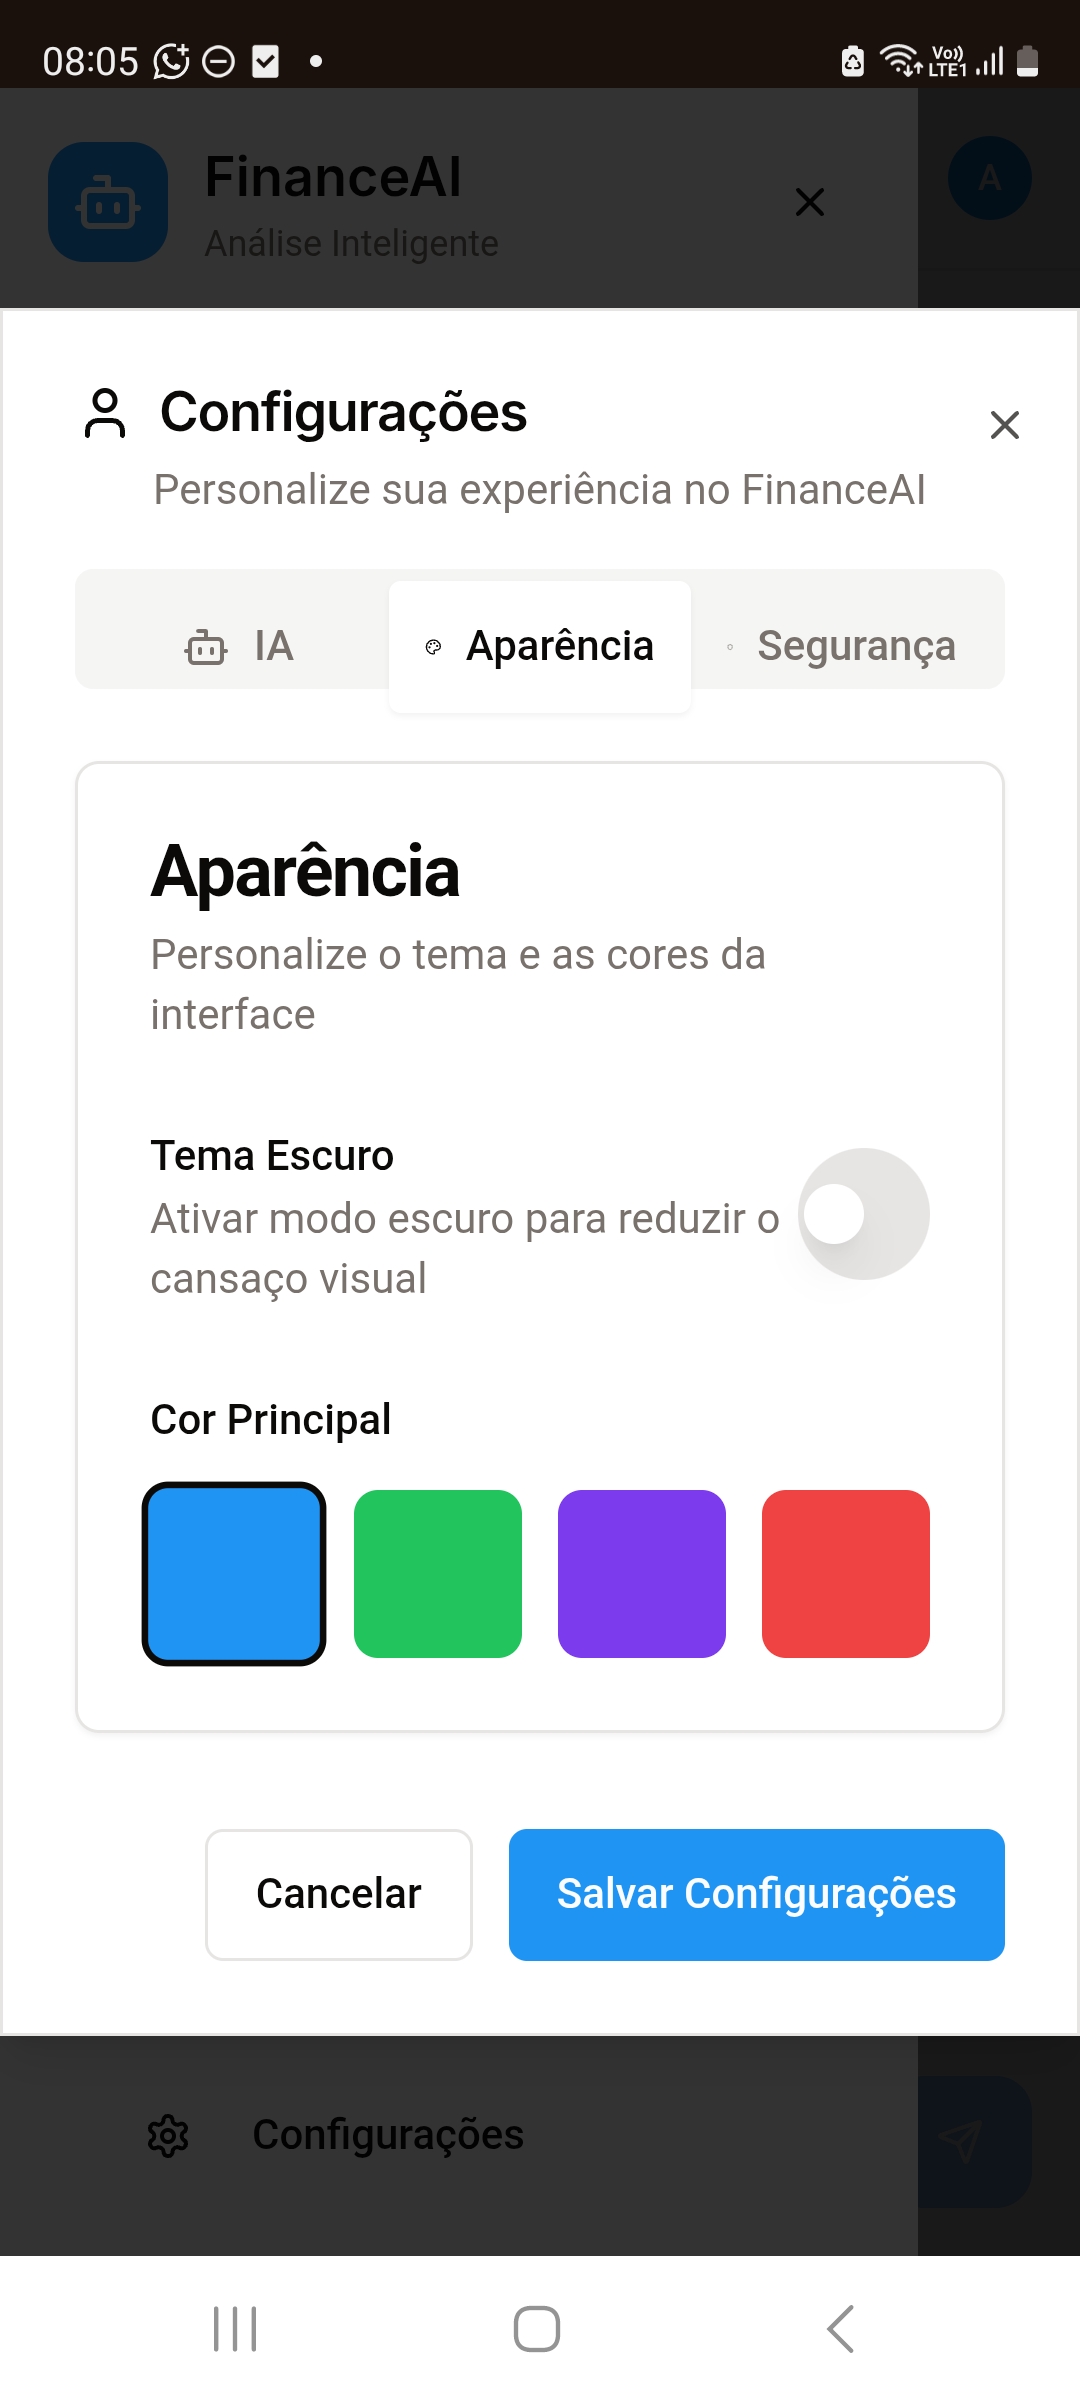 08:05
Vo))
LTE1
FinanceAI
Análise Inteligente
A
Configurações
Personalize sua experiência no FinanceAI
IA
Aparência
Segurança
Aparência
Personalize o tema e as cores da
interface
Tema Escuro
Ativar modo escuro para reduzir o
cansaço visual
Cor Principal
Cancelar
Salvar Configurações
Configurações